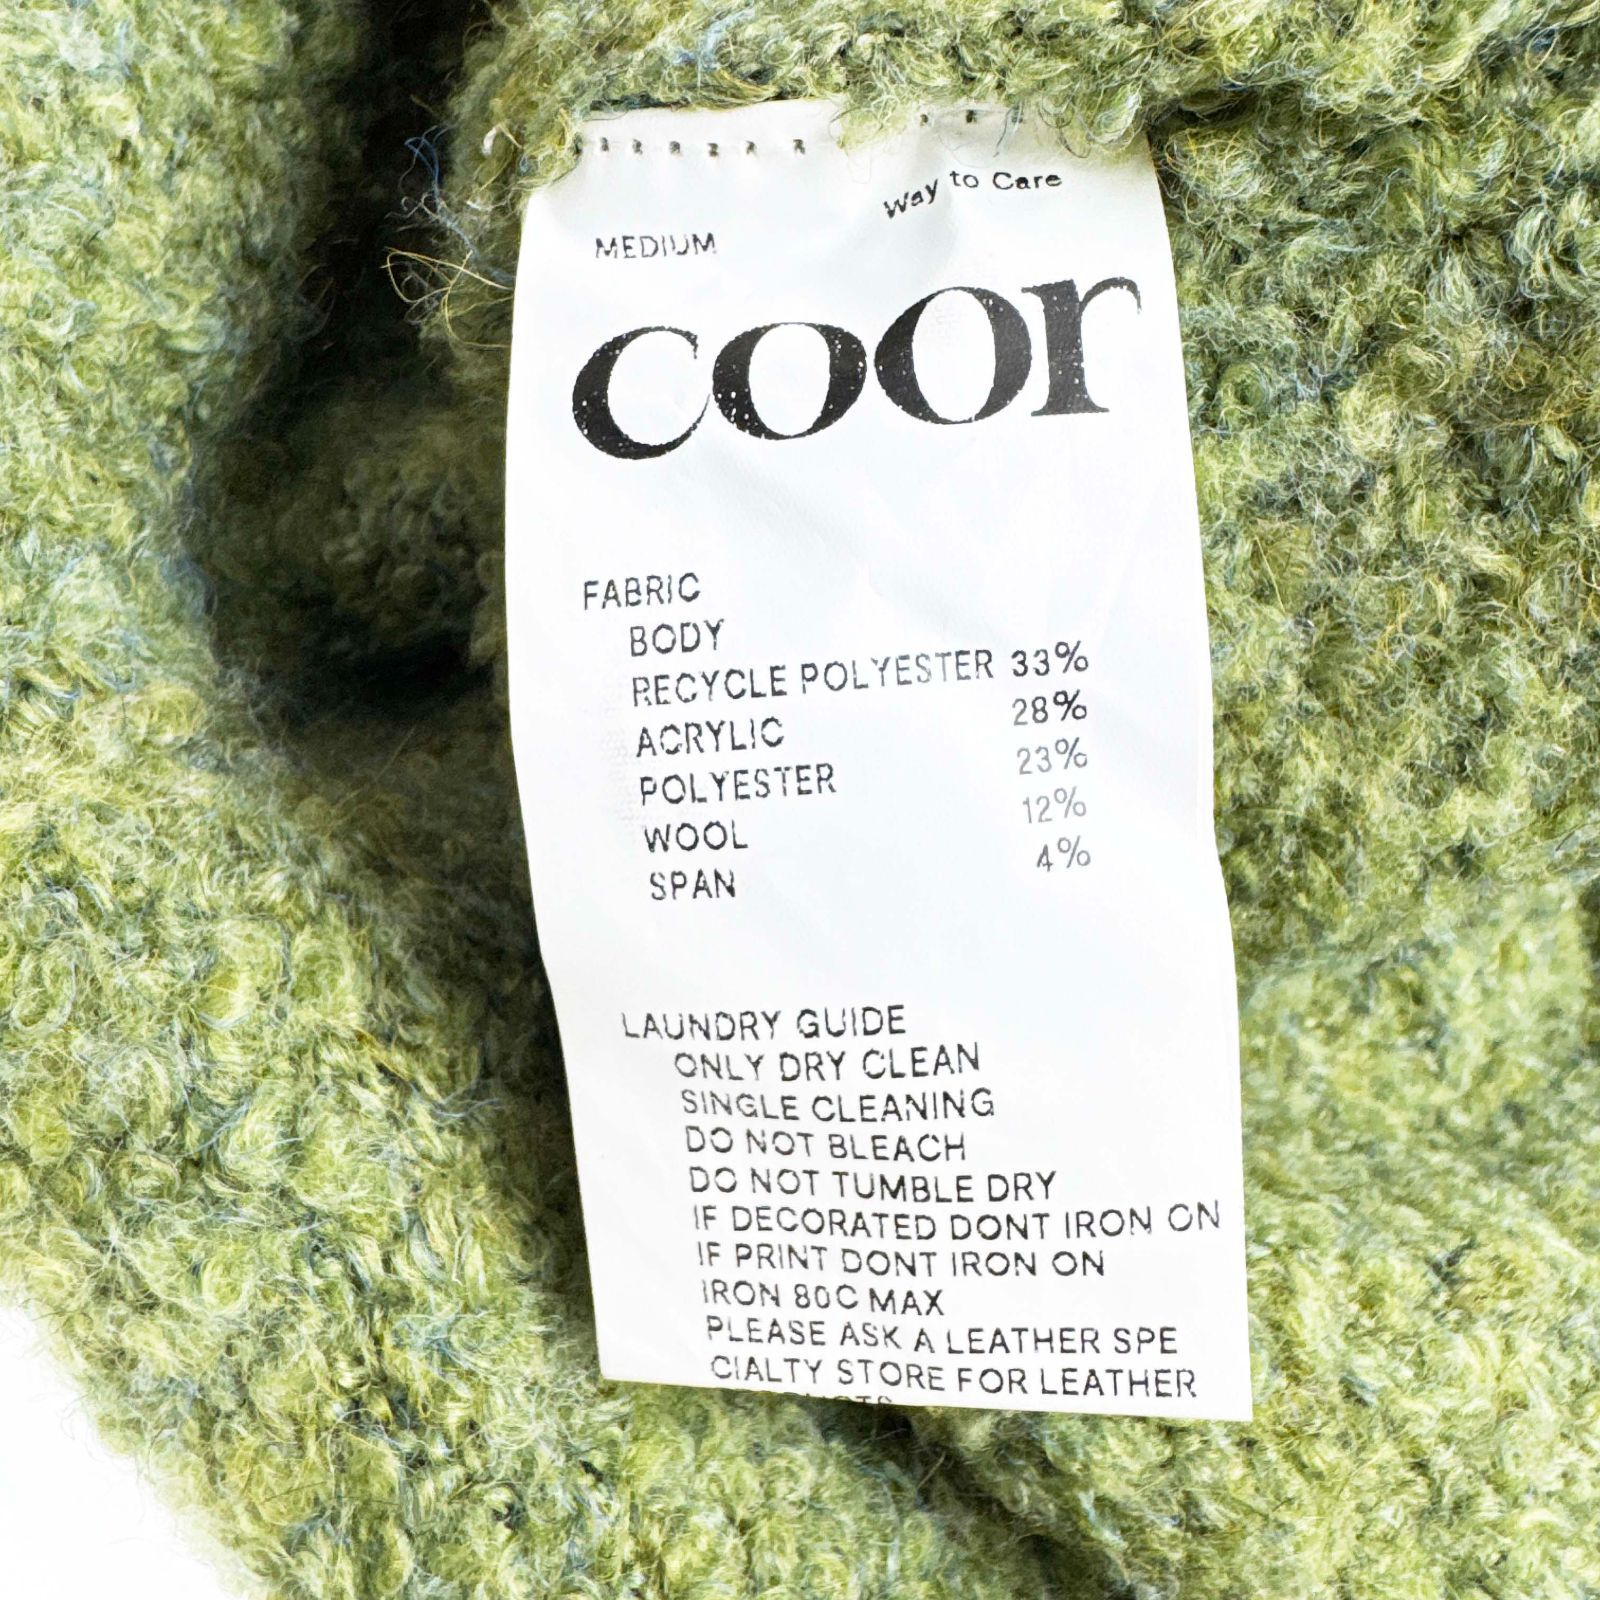 Way to Care
MEDIUM
coor
FABRIC
BODY
RECYCLE POLYESTER 33%
ACRYLIC 28%
POLYESTER 23%
WOOL 12%
SPAN 4%
LAUNDRY GUIDE
ONLY DRY CLEAN
SINGLE CLEANING
DO NOT BLEACH
DO NOT TUMBLE DRY
IF DECORATED DONT IRON ON
IF PRINT DONT IRON ON
IRON 80C MAX
PLEASE ASK A LEATHER SPE
CIALTY STORE FOR LEATHER